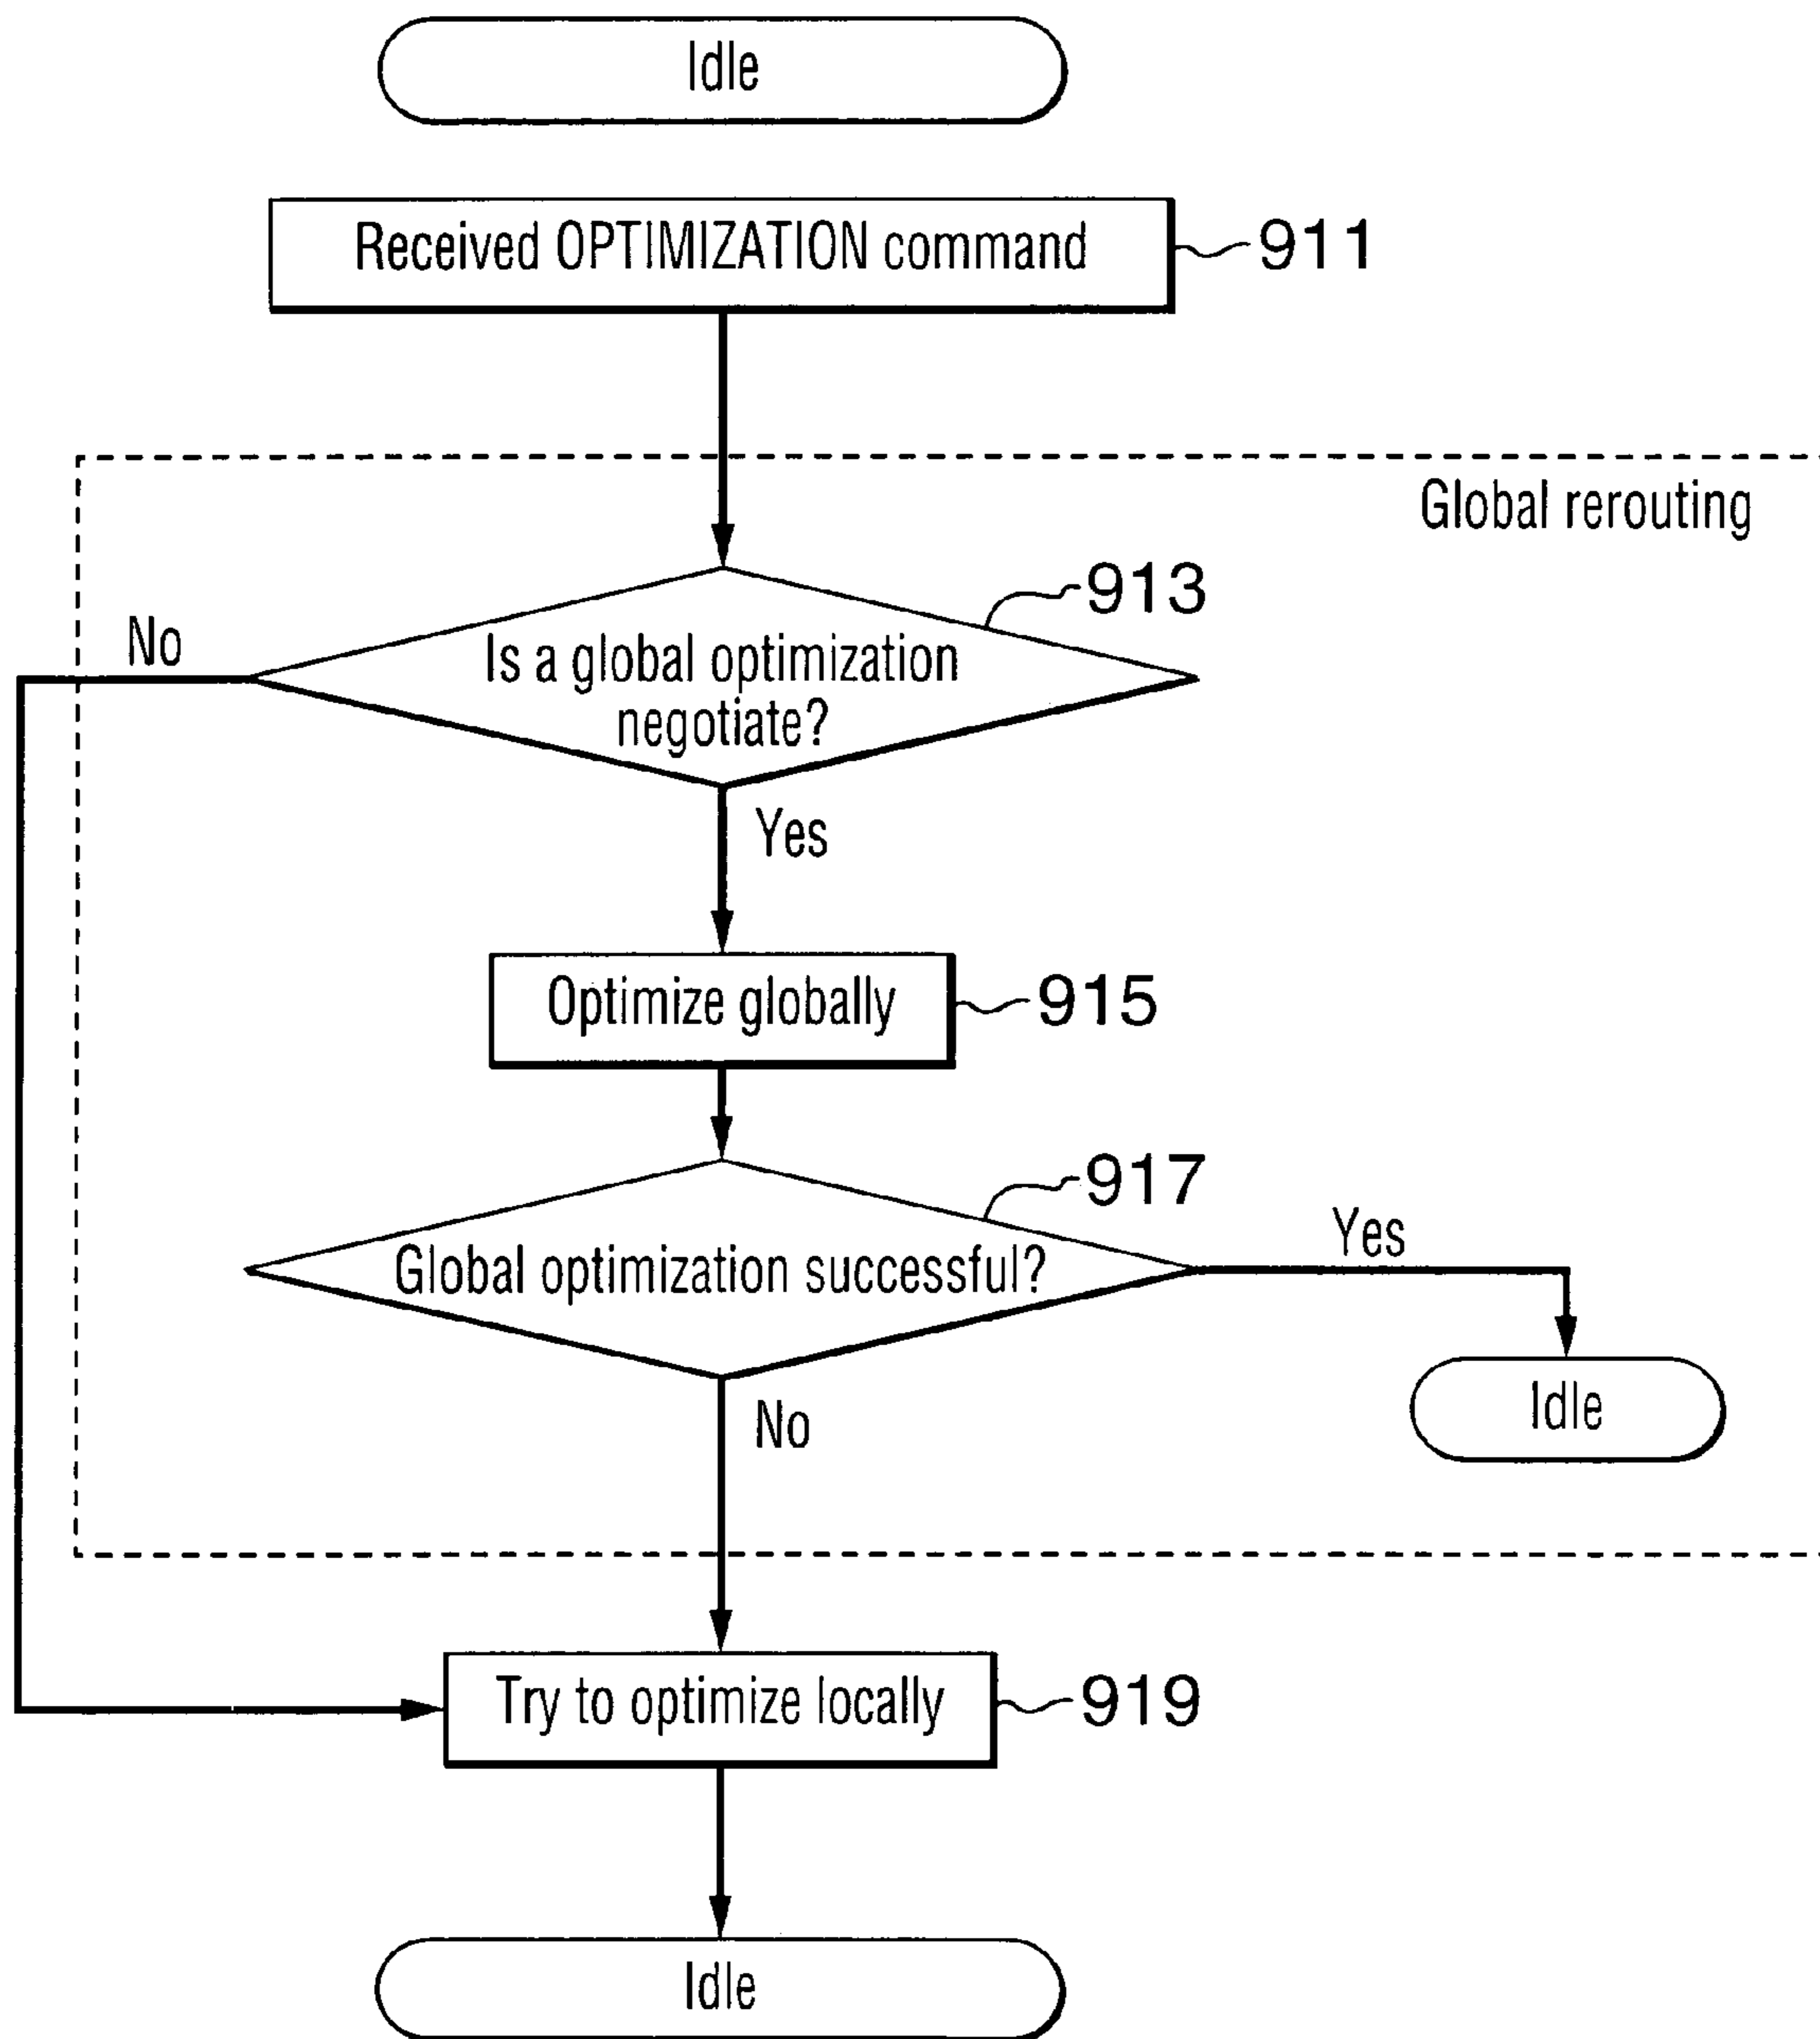 Idle
Received OPTIMIZATION command
911
Global rerouting
913
No
Is a global optimization
negotiate?
Yes
Optimize globally
915
917
Global optimization successful?
Yes
Idle
No
Try to optimize locally
919
Idle